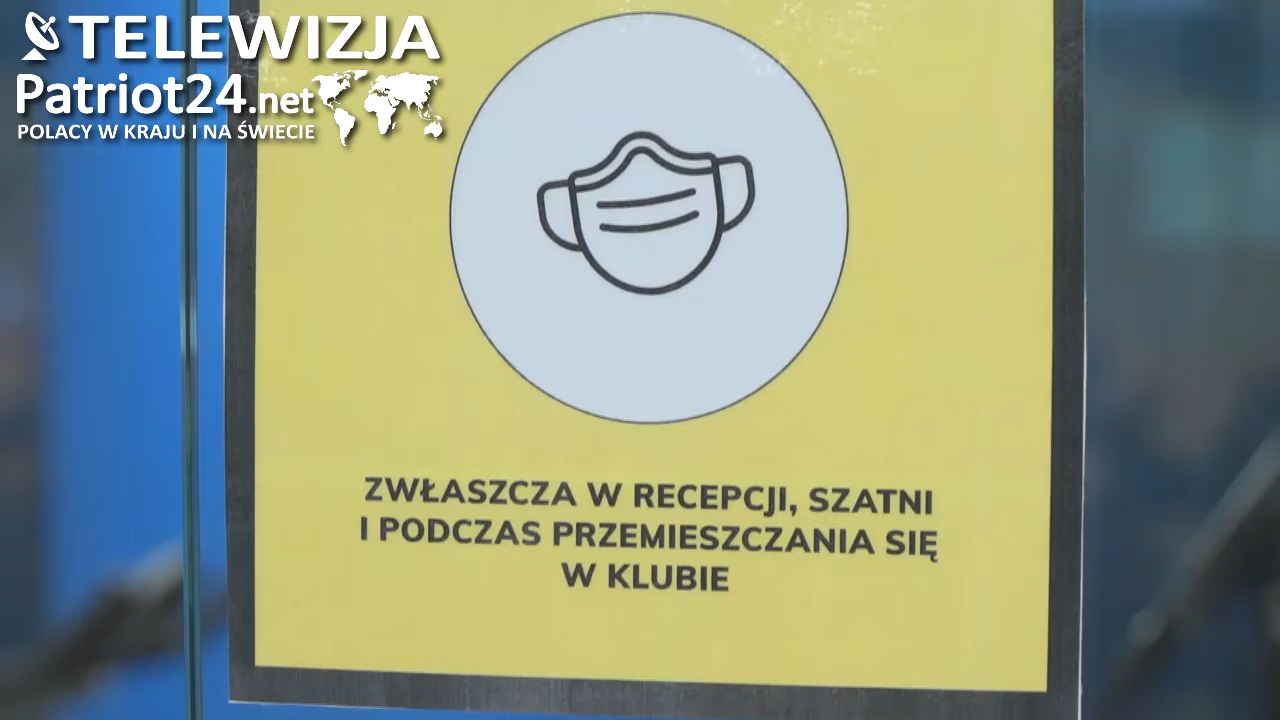 TELEWIZJA
Patriot24.net
POLACY W KRAJU I NA ŚWIECIE
ZWŁASZCZA W RECEPCJI, SZATNI
I PODCZAS PRZEMIESZCZANIA SIĘ
W KLUBIE